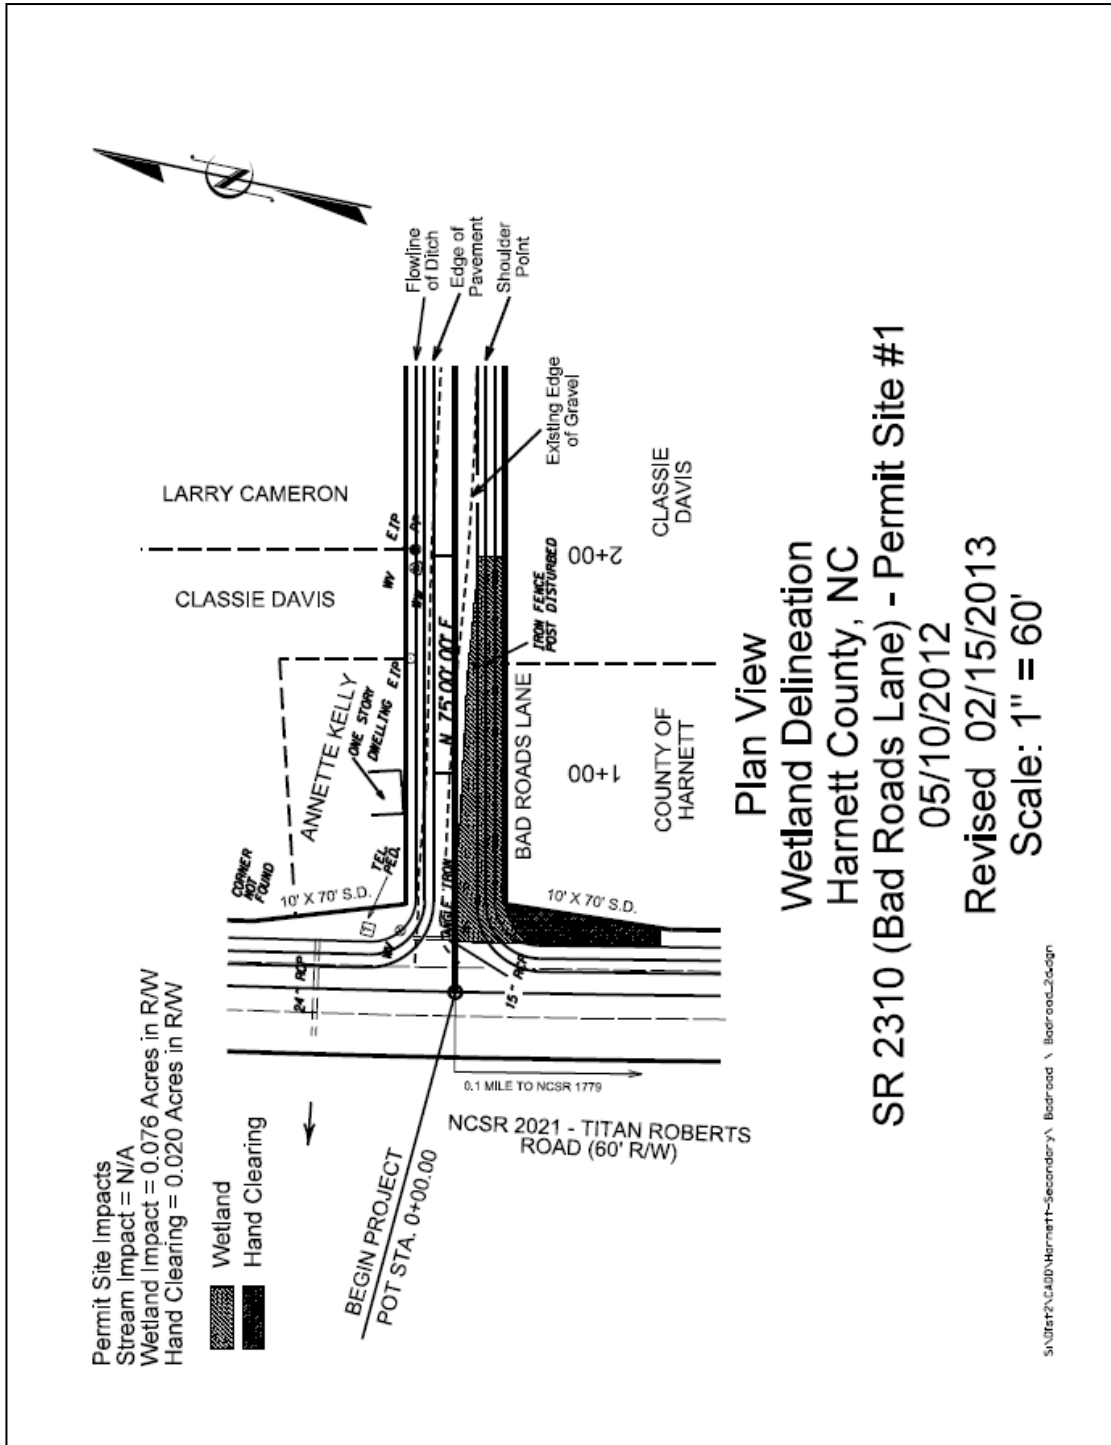 Permit Site Impacts
Stream Impact = N/A
Wetland Impact = 0.076 Acres in R/W
Hand Clearing = 0.020 Acres in R/W
Wetland
Hand Clearing
BEGIN PROJECT
POT STA. 0+00.00
NCSR 2021 - TITAN ROBERTS
ROAD (60' R/W)
0.1 MILE TO NCSR 1779
24" RCP
15" RCP
WV
TEL
PED.
10' X 70' S.D.
CORNER
NOT
FOUND
ANNETTE KELLY
ONE STORY
DWELLING
EIP
CLASSIE DAVIS
LARRY CAMERON
WV
EIP
PP
N 75° 00' 00" E
BAD ROADS LANE
10' X 70' S.D.
1+00
2+00
IRON FENCE
POST DISTURBED
COUNTY OF
HARNETT
CLASSIE
DAVIS
Existing Edge
of Gravel
Flowline
of Ditch
Edge of
Pavement
Shoulder
Point
Plan View
Wetland Delineation
Harnett County, NC
SR 2310 (Bad Roads Lane) - Permit Site #1
05/10/2012
Revised 02/15/2013
Scale: 1" = 60'